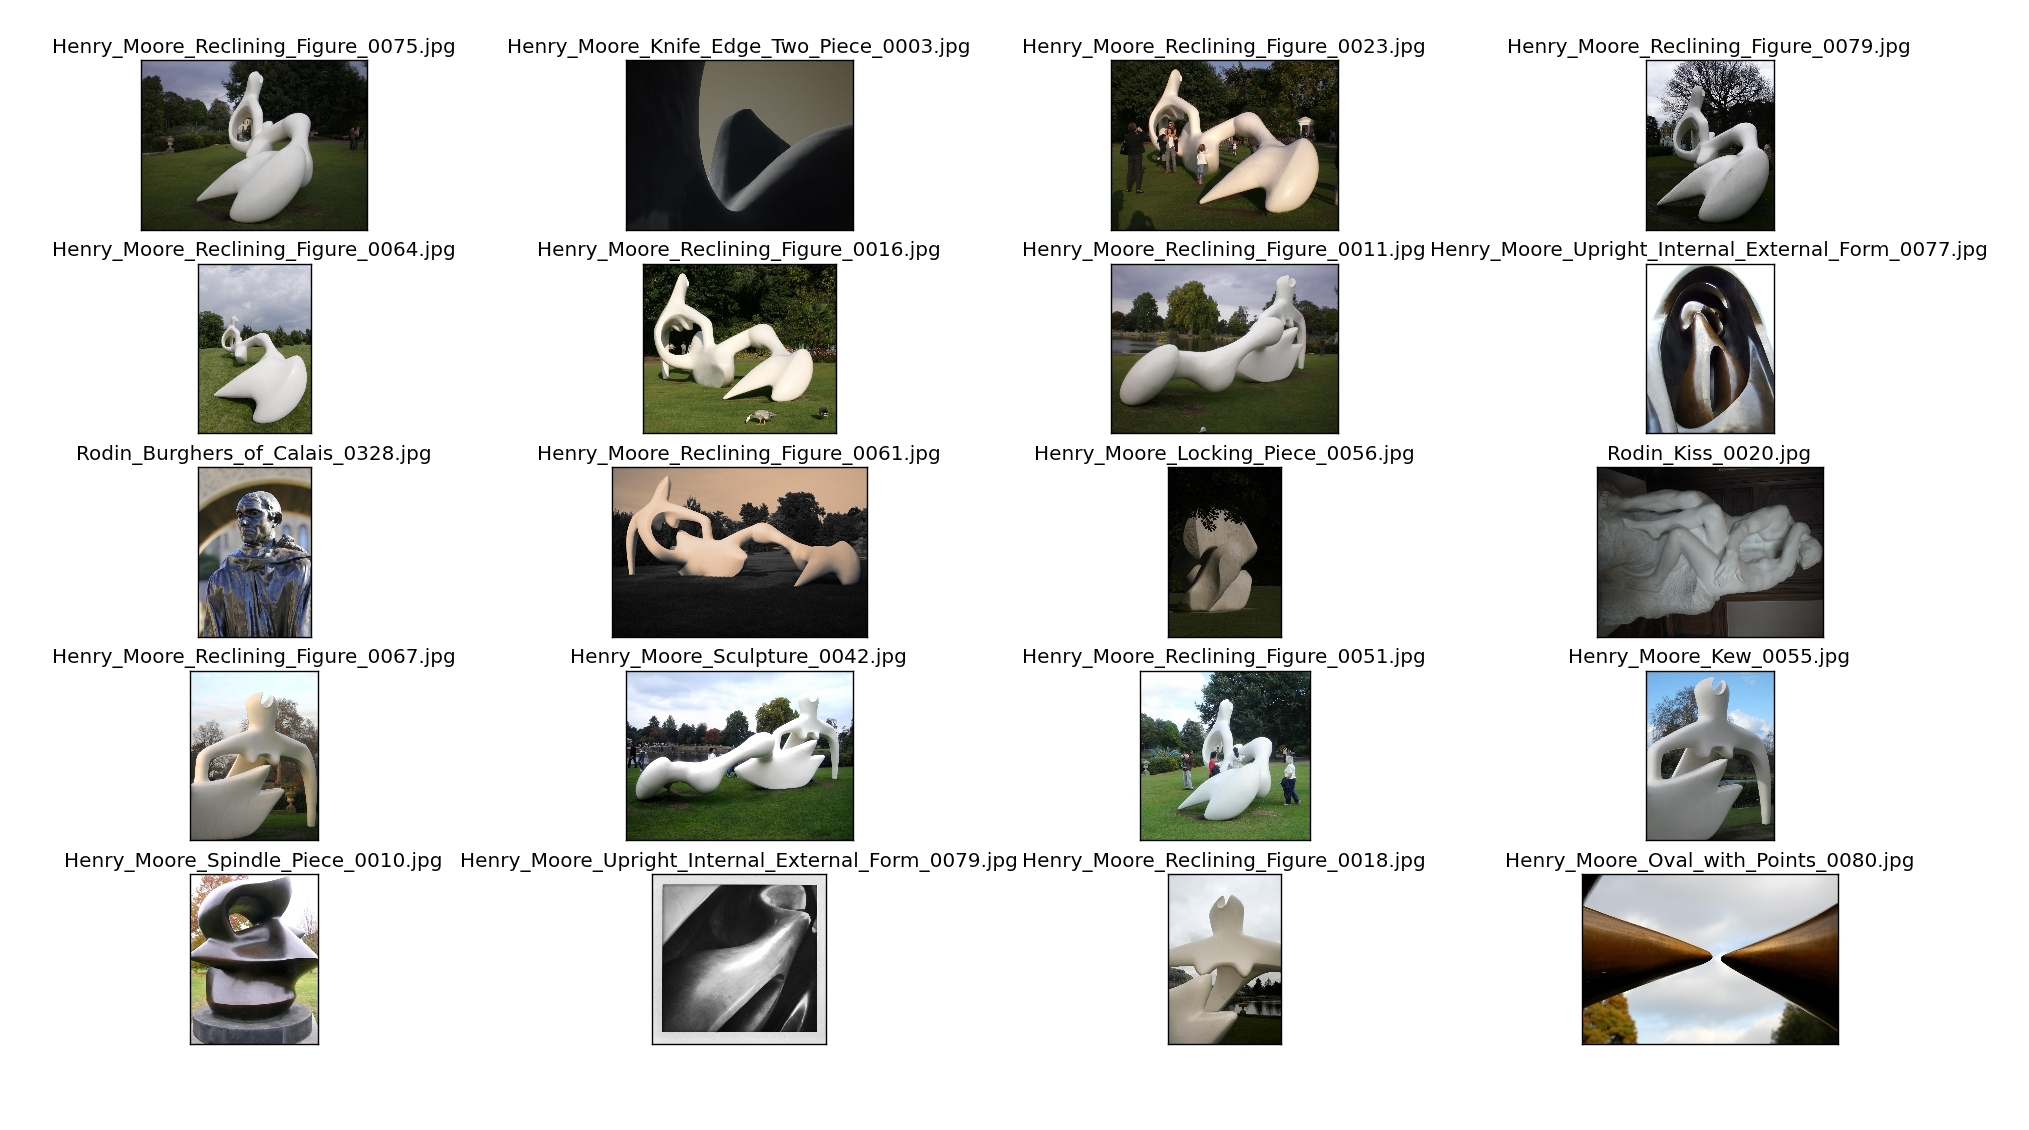 Henry_Moore_Reclining_Figure_0075.jpg
Henry_Moore_Knife_Edge_Two_Piece_0003.jpg
Henry_Moore_Reclining_Figure_0023.jpg
Henry_Moore_Reclining_Figure_0079.jpg
Henry_Moore_Reclining_Figure_0064.jpg
Henry_Moore_Reclining_Figure_0016.jpg
Henry_Moore_Reclining_Figure_0011.jpg
Henry_Moore_Upright_Internal_External_Form_0077.jpg
Rodin_Burghers_of_Calais_0328.jpg
Henry_Moore_Reclining_Figure_0061.jpg
Henry_Moore_Locking_Piece_0056.jpg
Rodin_Kiss_0020.jpg
Henry_Moore_Reclining_Figure_0067.jpg
Henry_Moore_Sculpture_0042.jpg
Henry_Moore_Reclining_Figure_0051.jpg
Henry_Moore_Kew_0055.jpg
Henry_Moore_Spindle_Piece_0010.jpg
Henry_Moore_Upright_Internal_External_Form_0079.jpg
Henry_Moore_Reclining_Figure_0018.jpg
Henry_Moore_Oval_with_Points_0080.jpg